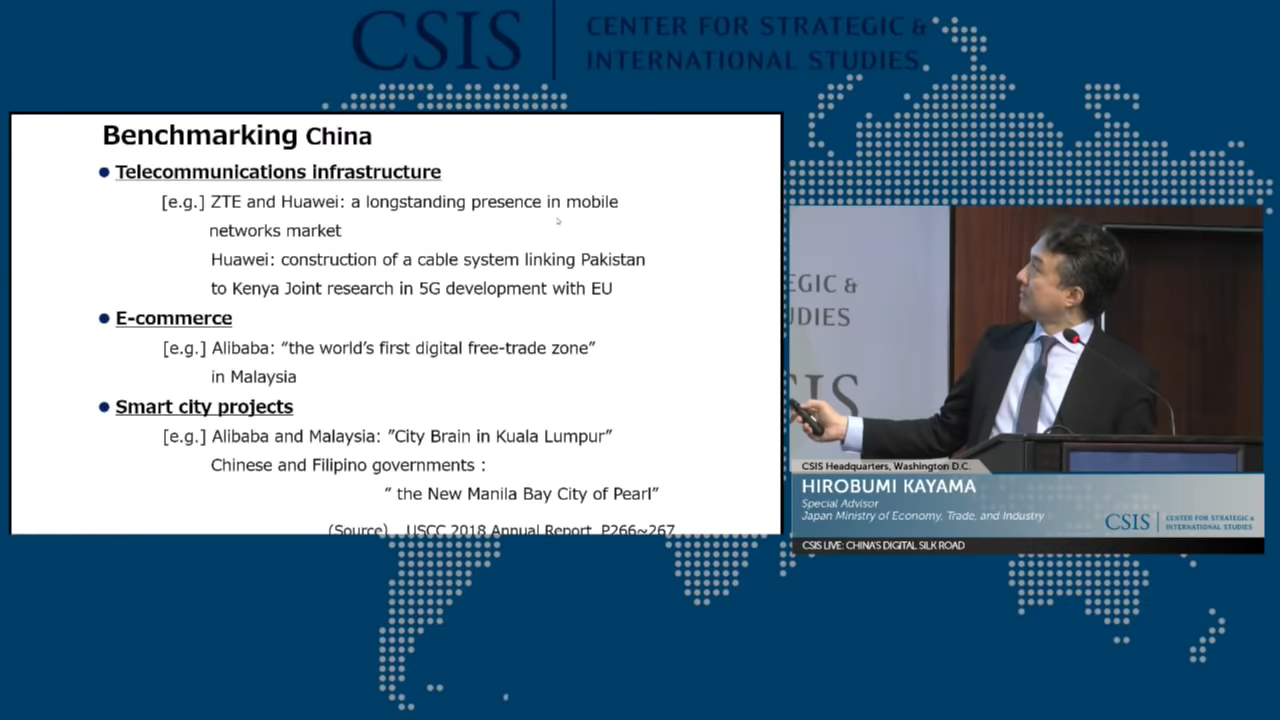 CSIS
CENTER FOR STRATEGIC &
INTERNATIONAL STUDIES
Benchmarking China
Telecommunications infrastructure
[e.g.] ZTE and Huawei: a longstanding presence in mobile
networks market
Huawei: construction of a cable system linking Pakistan
to Kenya Joint research in 5G development with EU
E-commerce
[e.g.] Alibaba: “the world’s first digital free-trade zone”
in Malaysia
Smart city projects
[e.g.] Alibaba and Malaysia: ”City Brain in Kuala Lumpur”
Chinese and Filipino governments :
” the New Manila Bay City of Pearl”
(Source) USCC 2018 Annual Report P266~267
EGIC &
UDIES
SIS
CSIS Headquarters, Washington D.C.
HIROBUMI KAYAMA
Special Advisor
Japan Ministry of Economy, Trade, and Industry
CSIS
CENTER FOR STRATEGIC &
INTERNATIONAL STUDIES
CSIS LIVE: CHINA'S DIGITAL SILK ROAD